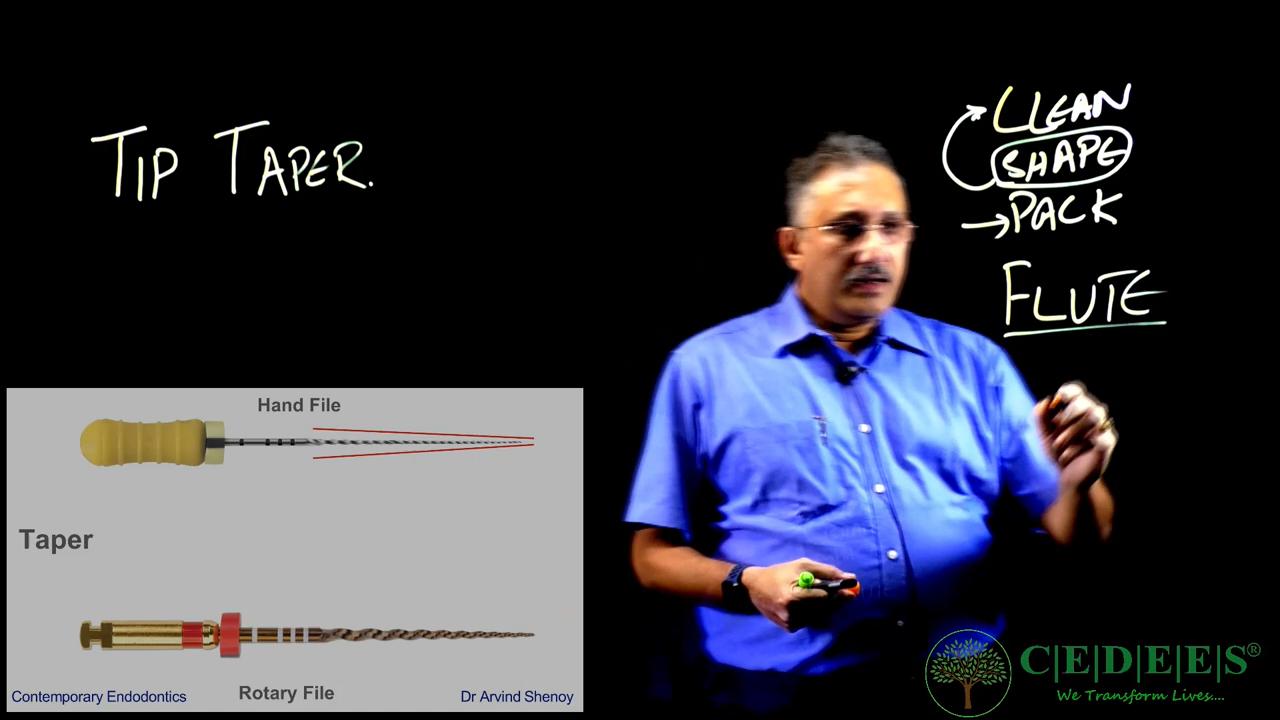 TIP TAPER.
CLEAN
SHAPE
→PACK
FLUTE
Hand File
Taper
Rotary File
Contemporary Endodontics
Dr Arvind Shenoy
C|E|D|E|E|S®
We Transform Lives....